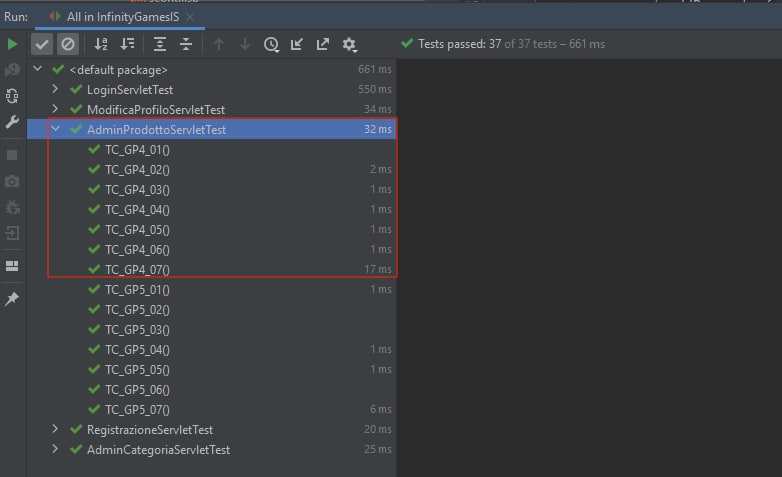 Run: All in InfinityGamesIS
Tests passed: 37 of 37 tests – 661 ms
<default package> 661 ms
LoginServletTest 550 ms
ModificaProfiloServletTest 34 ms
AdminProdottoServletTest 32 ms
TC_GP4_01()
TC_GP4_02() 2 ms
TC_GP4_03() 1 ms
TC_GP4_04() 1 ms
TC_GP4_05() 1 ms
TC_GP4_06() 1 ms
TC_GP4_07() 17 ms
TC_GP5_01() 1 ms
TC_GP5_02()
TC_GP5_03()
TC_GP5_04() 1 ms
TC_GP5_05() 1 ms
TC_GP5_06()
TC_GP5_07() 6 ms
RegistrazioneServletTest 20 ms
AdminCategoriaServletTest 25 ms